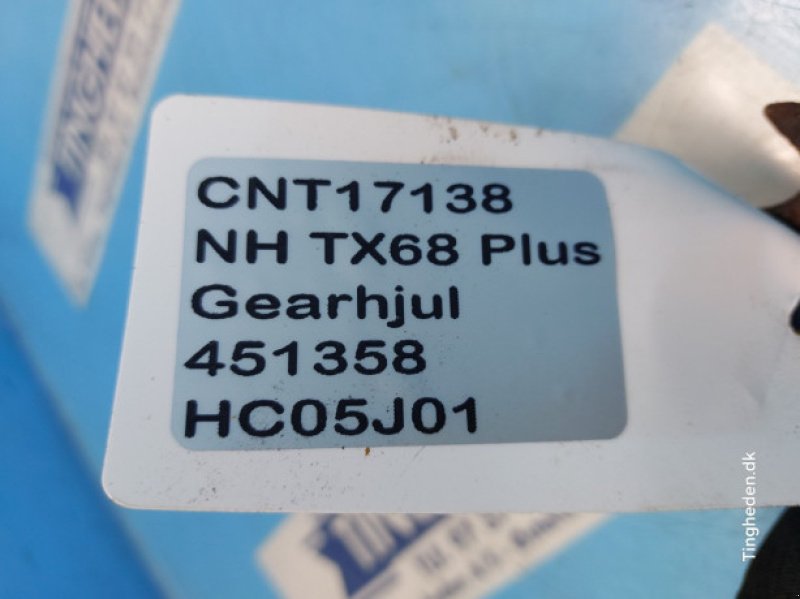 CNT17138
NH TX68 Plus
Gearhjul
451358
HC05J01
Tingheden.dk